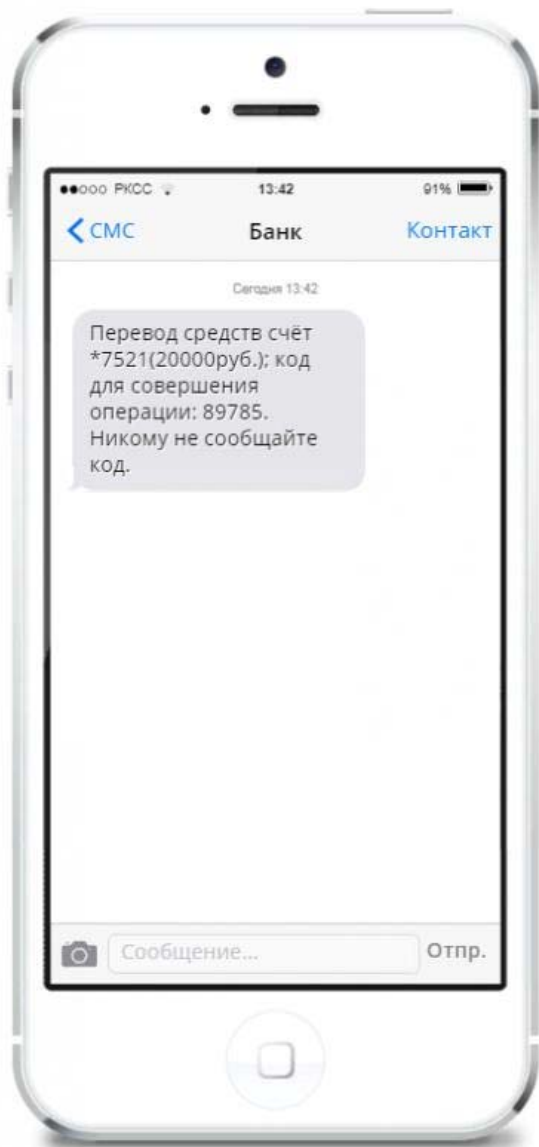 ●●○○○ РКСС 13:42 91%
СМС Банк Контакт
Сегодня 13:42
Перевод средств счёт
*7521(20000руб.); код
для совершения
операции: 89785.
Никому не сообщайте
код.
Сообщение... Отпр.